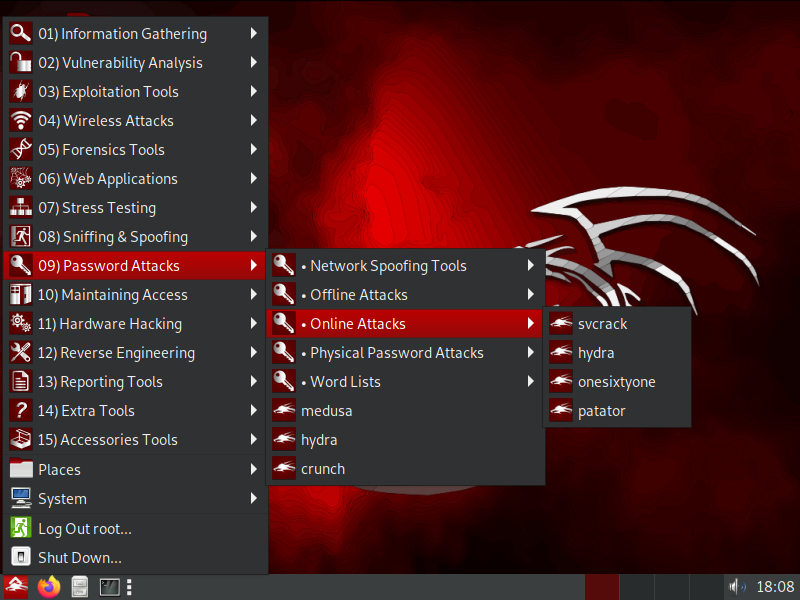 01) Information Gathering
02) Vulnerability Analysis
03) Exploitation Tools
04) Wireless Attacks
05) Forensics Tools
06) Web Applications
07) Stress Testing
08) Sniffing & Spoofing
09) Password Attacks
10) Maintaining Access
11) Hardware Hacking
12) Reverse Engineering
13) Reporting Tools
14) Extra Tools
15) Accessories Tools
Places
System
Log Out root...
Shut Down...
• Network Spoofing Tools
• Offline Attacks
• Online Attacks
• Physical Password Attacks
• Word Lists
medusa
hydra
crunch
svcrack
hydra
onesixtyone
patator
18:08